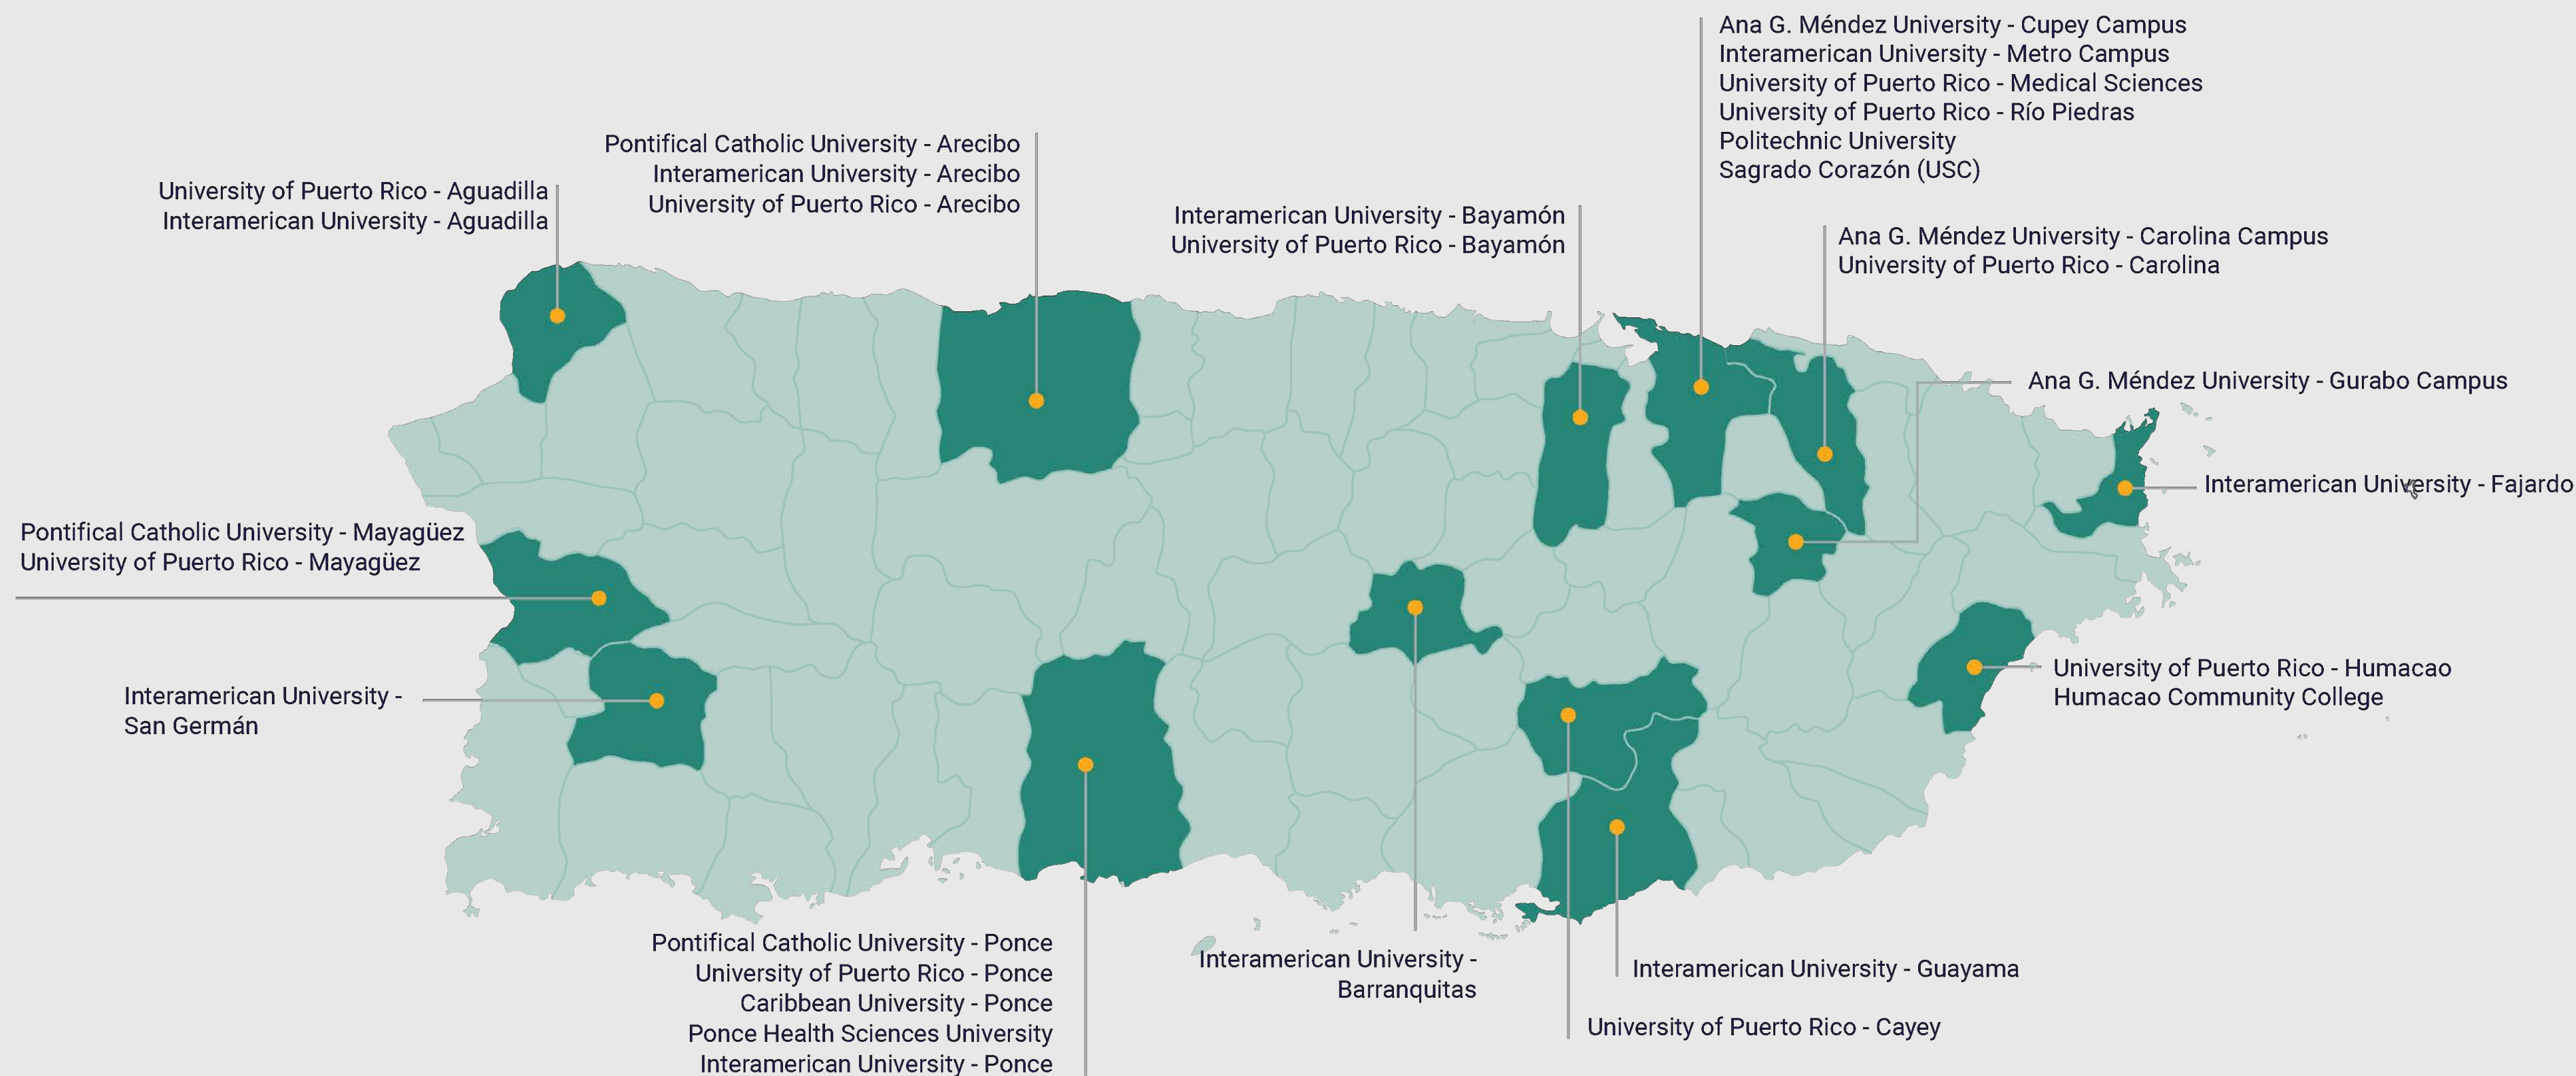 Ana G. Méndez University - Cupey Campus
Interamerican University - Metro Campus
University of Puerto Rico - Medical Sciences
University of Puerto Rico - Río Piedras
Politechnic University
Sagrado Corazón (USC)
Pontifical Catholic University - Arecibo
Interamerican University - Arecibo
University of Puerto Rico - Arecibo
University of Puerto Rico - Aguadilla
Interamerican University - Aguadilla
Interamerican University - Bayamón
University of Puerto Rico - Bayamón
Ana G. Méndez University - Carolina Campus
University of Puerto Rico - Carolina
Ana G. Méndez University - Gurabo Campus
Interamerican University - Fajardo
Pontifical Catholic University - Mayagüez
University of Puerto Rico - Mayagüez
Interamerican University -
San Germán
University of Puerto Rico - Humacao
Humacao Community College
Pontifical Catholic University - Ponce
University of Puerto Rico - Ponce
Caribbean University - Ponce
Ponce Health Sciences University
Interamerican University - Ponce
Interamerican University -
Barranquitas
Interamerican University - Guayama
University of Puerto Rico - Cayey